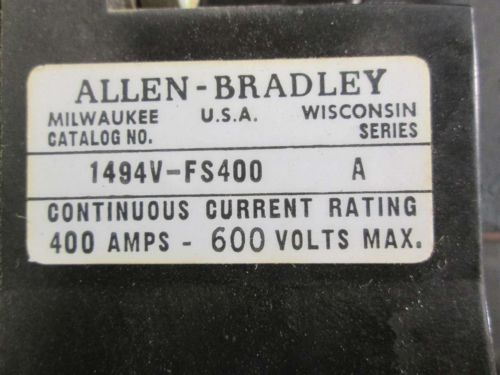 ALLEN-BRADLEY
MILWAUKEE U.S.A. WISCONSIN
CATALOG NO. SERIES
1494V-FS400 A
CONTINUOUS CURRENT RATING
400 AMPS - 600 VOLTS MAX.